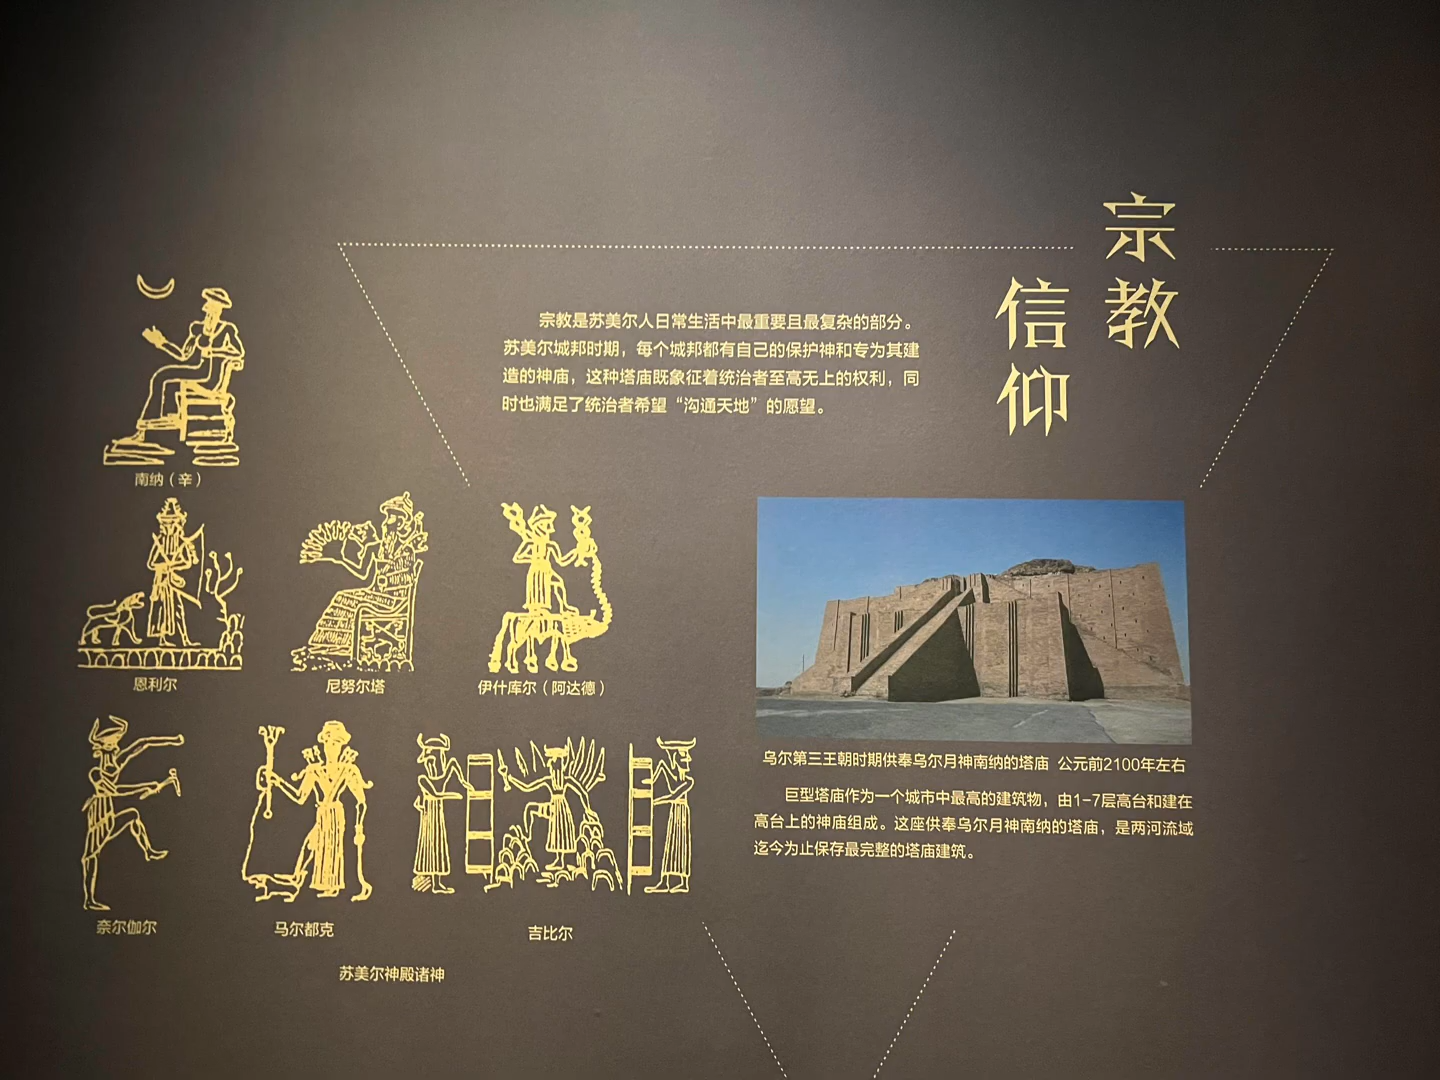 宗教
信仰
宗教是苏美尔人日常生活中最重要且最复杂的部分。
苏美尔城邦时期，每个城邦都有自己的保护神和专为其建
造的神庙，这种塔庙既象征着统治者至高无上的权利，同
时也满足了统治者希望“沟通天地”的愿望。
南纳（辛）
恩利尔
尼努尔塔
伊什库尔（阿达德）
奈尔伽尔
马尔都克
吉比尔
苏美尔神殿诸神
乌尔第三王朝时期供奉乌尔月神南纳的塔庙 公元前2100年左右
巨型塔庙作为一个城市中最高的建筑物，由1-7层高台和建在
高台上的神庙组成。这座供奉乌尔月神南纳的塔庙，是两河流域
迄今为止保存最完整的塔庙建筑。